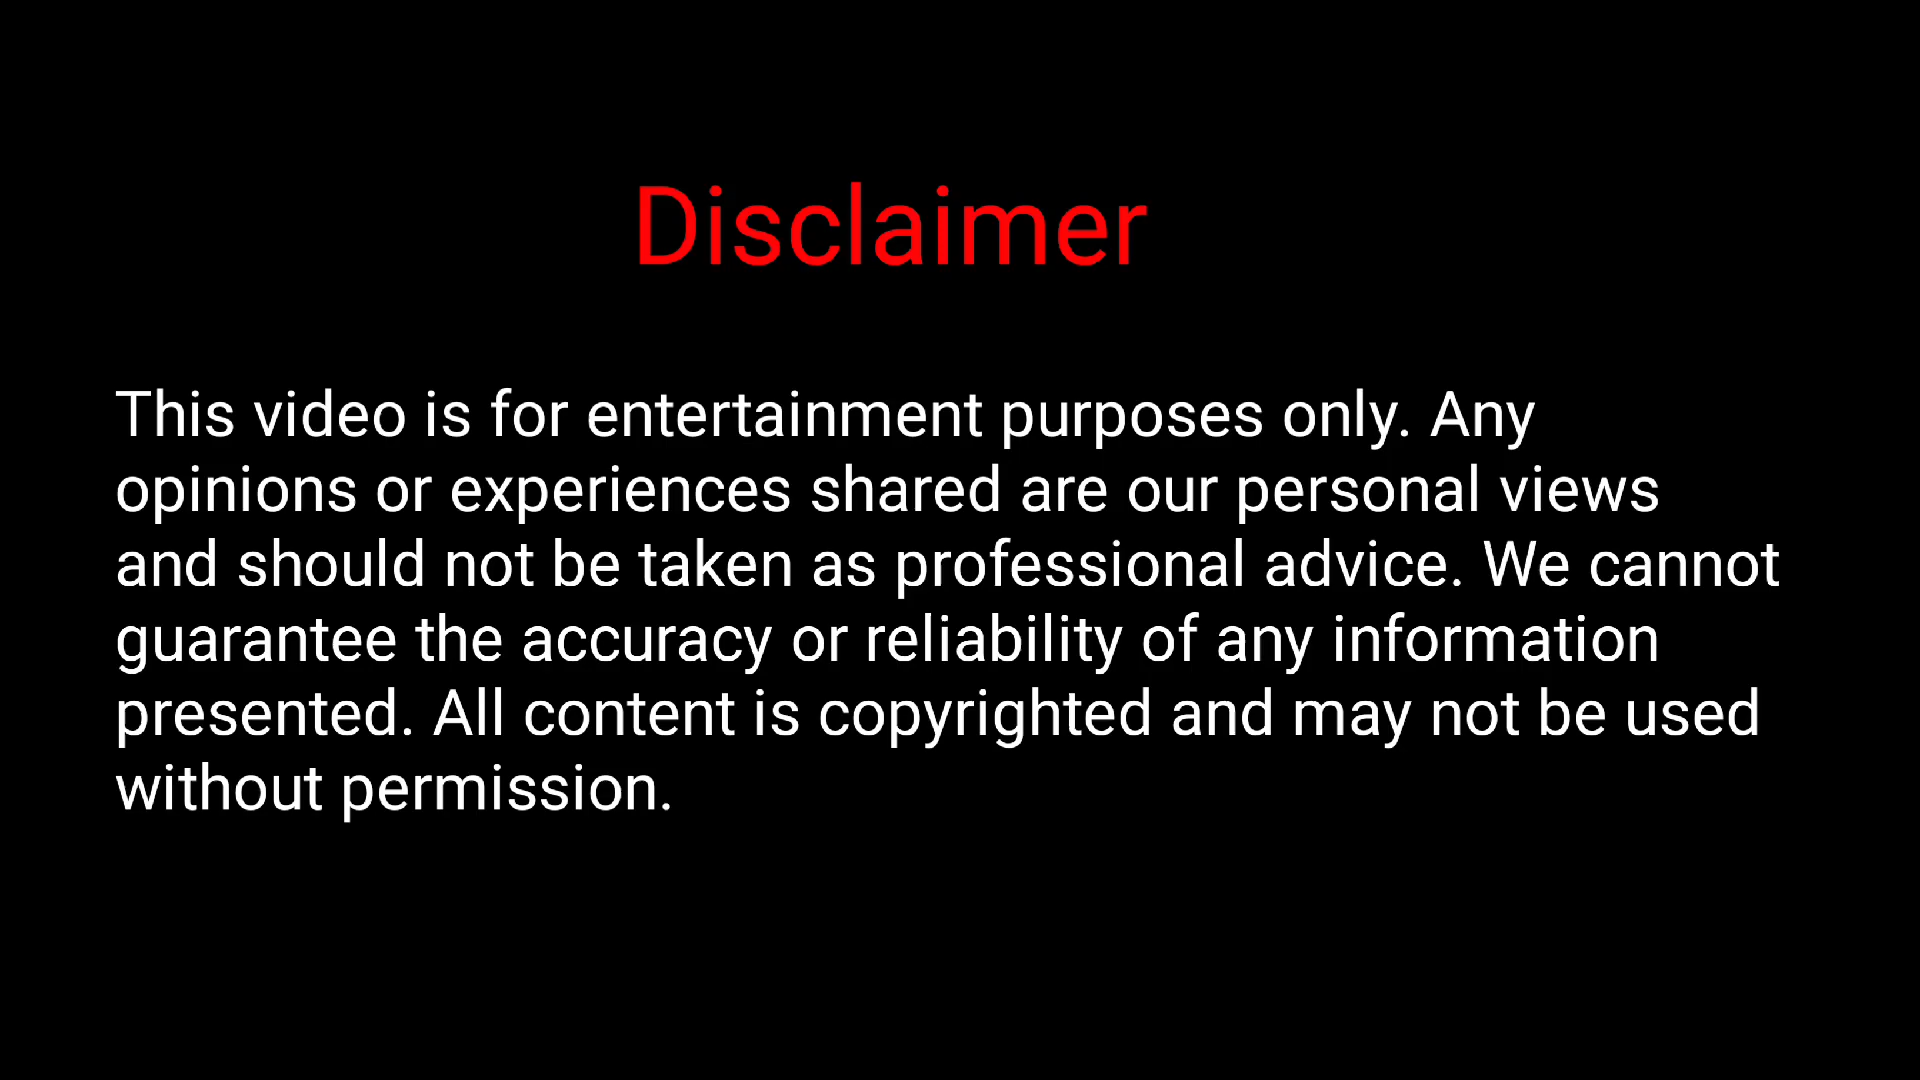 Disclaimer
This video is for entertainment purposes only. Any
opinions or experiences shared are our personal views
and should not be taken as professional advice. We cannot
guarantee the accuracy or reliability of any information
presented. All content is copyrighted and may not be used
without permission.